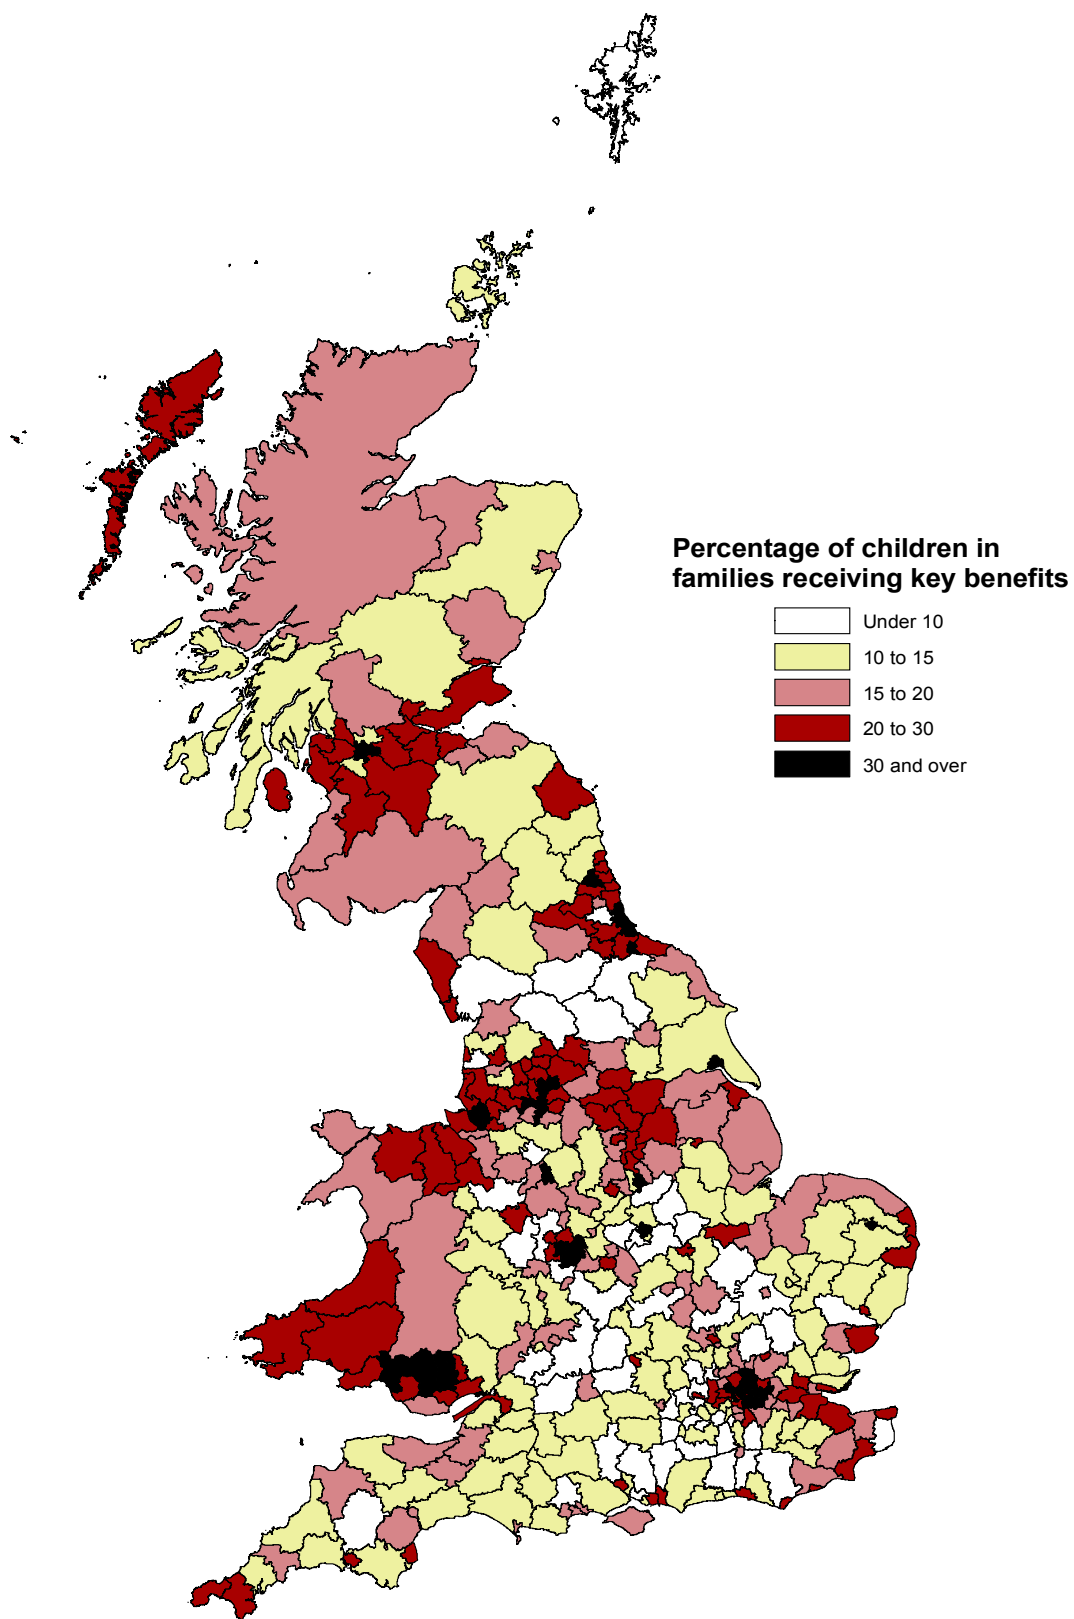 Percentage of children in
families receiving key benefits
Under 10
10 to 15
15 to 20
20 to 30
30 and over